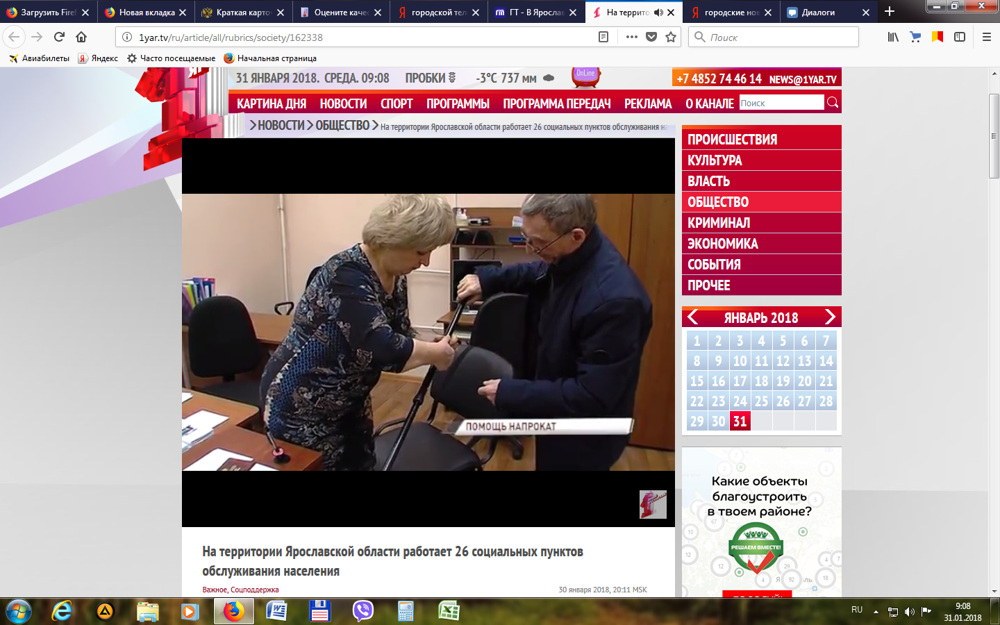 Загрузить Firef
Новая вкладка
Краткая карточ
Оцените качес
городской тел
ГТ - В Ярослав
На территор
городские нов
Диалоги
1yar.tv/ru/article/all/rubrics/society/162338
Поиск
Авиабилеты
Яндекс
Часто посещаемые
Начальная страница
31 ЯНВАРЯ 2018. СРЕДА. 09:08
ПРОБКИ
-3°C 737 мм
OnLine
+7 4852 74 46 14 NEWS@1YAR.TV
КАРТИНА ДНЯ НОВОСТИ СПОРТ ПРОГРАММЫ ПРОГРАММА ПЕРЕДАЧ РЕКЛАМА О КАНАЛЕ
Поиск
НОВОСТИ ОБЩЕСТВО На территории Ярославской области работает 26 социальных пунктов обслуживания
ПРОИСШЕСТВИЯ
КУЛЬТУРА
ВЛАСТЬ
ОБЩЕСТВО
КРИМИНАЛ
ЭКОНОМИКА
СОБЫТИЯ
ПРОЧЕЕ
ЯНВАРЬ 2018
1 2 3 4 5 6 7
8 9 10 11 12 13 14
15 16 17 18 19 20 21
22 23 24 25 26 27 28
29 30 31
ПОМОЩЬ НАПРОКАТ
Какие объекты
благоустроить
в твоем районе?
РЕШАЕМ ВМЕСТЕ!
На территории Ярославской области работает 26 социальных пунктов
обслуживания населения
Важное, Соцподдержка
30 января 2018, 20:11 MSK
RU
9:08
31.01.2018